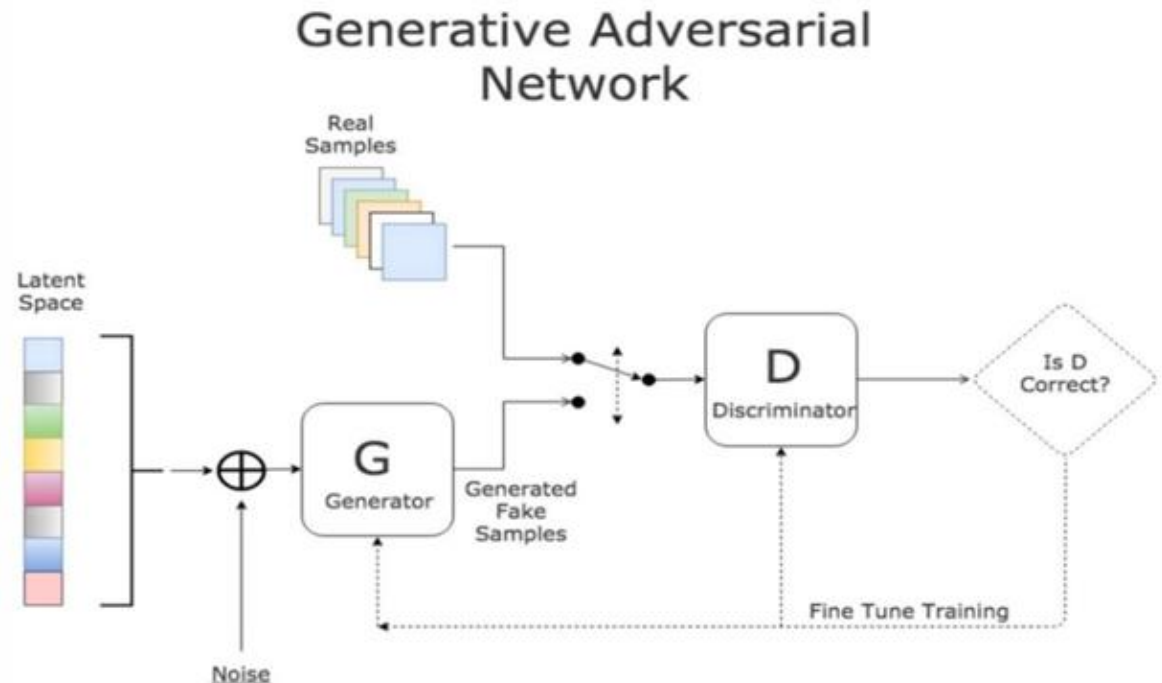 Generative Adversarial
Network
Real
Samples
Latent
Space
D
Discriminator
Is D
Correct?
G
Generator
Generated
Fake
Samples
Fine Tune Training
Noise